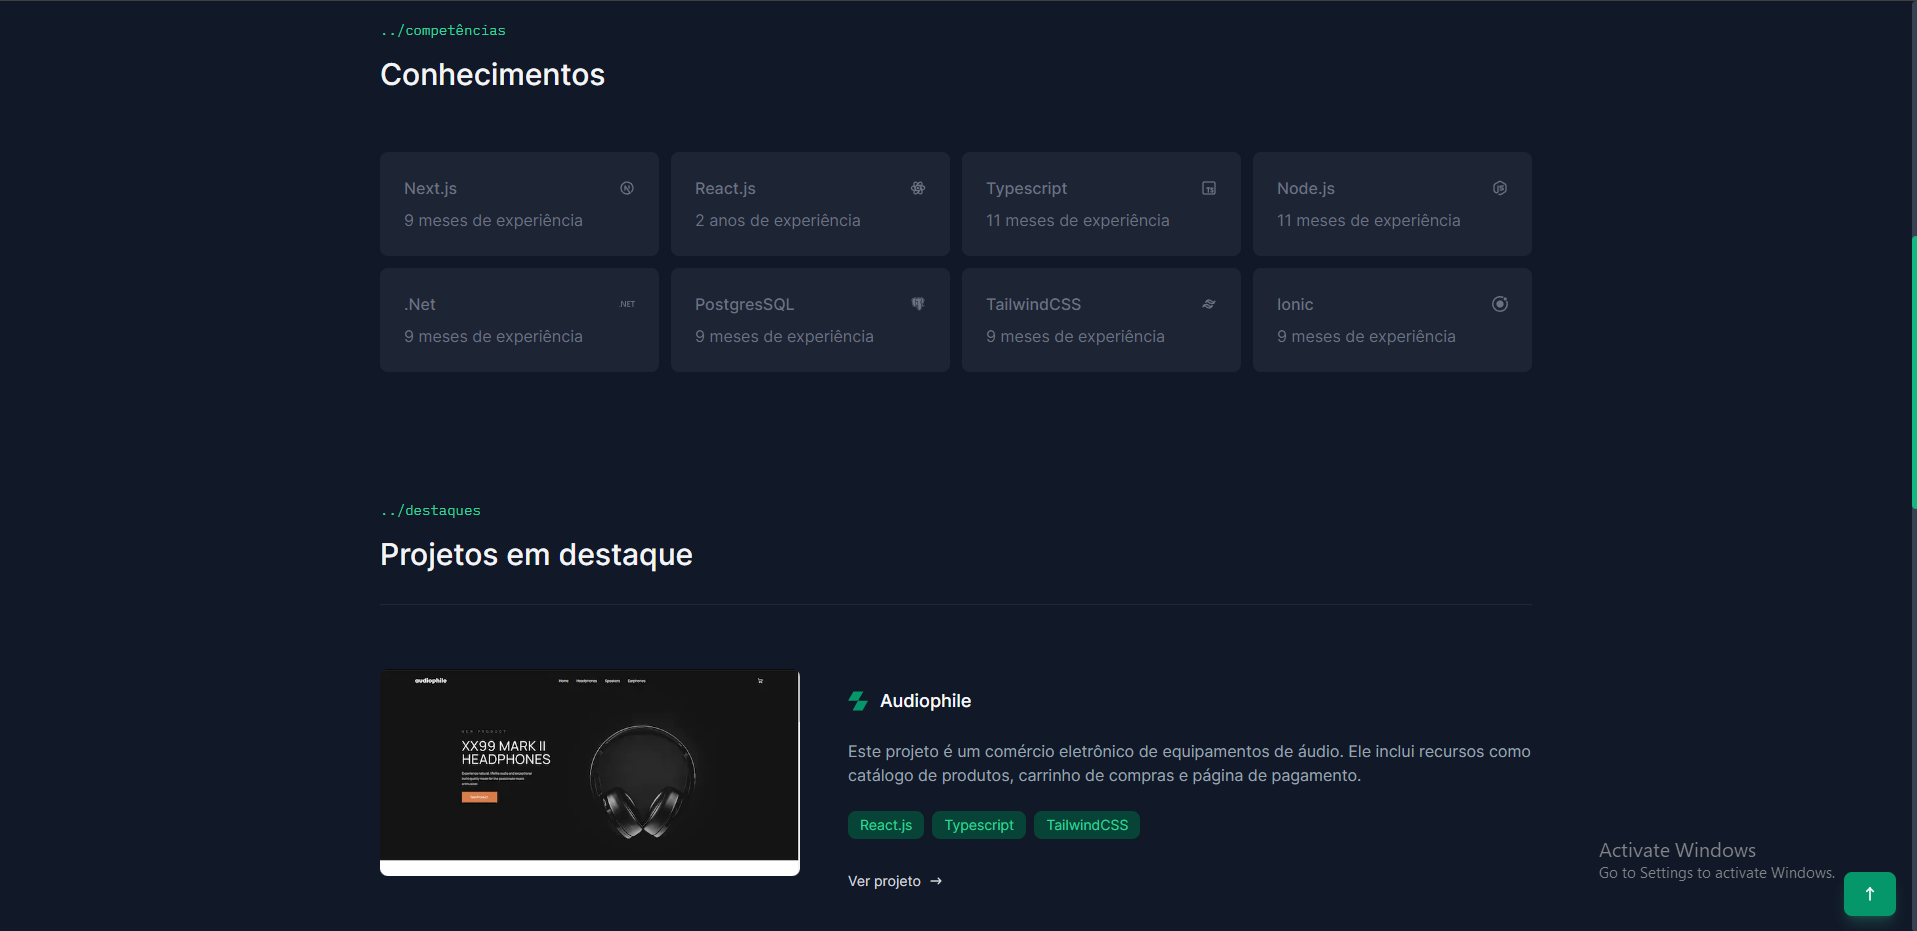 ../competências
Conhecimentos
Next.js
9 meses de experiência
React.js
2 anos de experiência
Typescript
TS
11 meses de experiência
Node.js
JS
11 meses de experiência
.Net
.NET
9 meses de experiência
PostgresSQL
9 meses de experiência
TailwindCSS
9 meses de experiência
Ionic
9 meses de experiência
../destaques
Projetos em destaque
audiophile
Home Headphones Speakers Earphones
NEW PRODUCT
XX99 MARK II
HEADPHONES
Audiophile
Este projeto é um comércio eletrônico de equipamentos de áudio. Ele inclui recursos como
catálogo de produtos, carrinho de compras e página de pagamento.
React.js Typescript TailwindCSS
Ver projeto →
Activate Windows
Go to Settings to activate Windows.